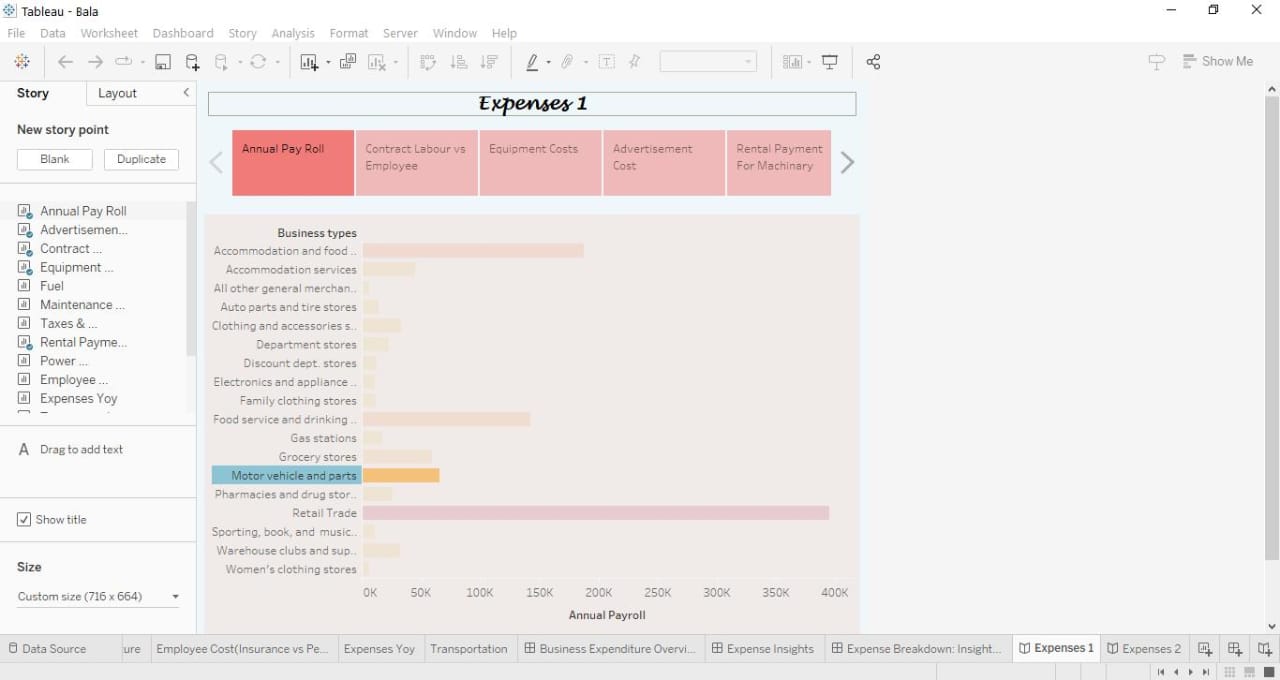 Tableau - Bala
File Data Worksheet Dashboard Story Analysis Format Server Window Help
Show Me
Story Layout
New story point
Blank Duplicate
Annual Pay Roll
Advertisemen...
Contract ...
Equipment ...
Fuel
Maintenance ...
Taxes & ...
Rental Payme...
Power ...
Employee ...
Expenses Yoy
A Drag to add text
Show title
Size
Custom size (716 x 664)
Expenses 1
Annual Pay Roll
Contract Labour vs
Employee
Equipment Costs
Advertisement
Cost
Rental Payment
For Machinary
Business types
Accommodation and food ..
Accommodation services
All other general merchan..
Auto parts and tire stores
Clothing and accessories s..
Department stores
Discount dept. stores
Electronics and appliance ..
Family clothing stores
Food service and drinking ..
Gas stations
Grocery stores
Motor vehicle and parts
Pharmacies and drug stor..
Retail Trade
Sporting, book, and music..
Warehouse clubs and sup..
Women's clothing stores
0K 50K 100K 150K 200K 250K 300K 350K 400K
Annual Payroll
Data Source ure Employee Cost(Insurance vs Pe... Expenses Yoy Transportation Business Expenditure Overvi... Expense Insights Expense Breakdown: Insight... Expenses 1 Expenses 2